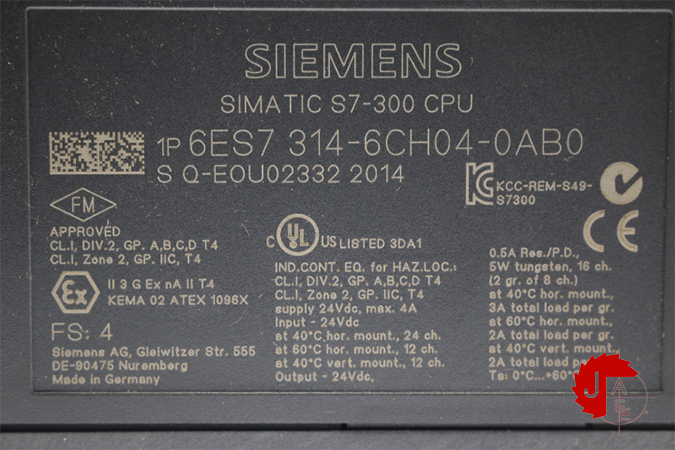 SIEMENS
SIMATIC S7-300 CPU
1P 6ES7 314-6CH04-0AB0
S Q-EOU02332 2014
KCC-REM-S49-
S7300
FM
APPROVED
CL.I, DIV.2, GP. A,B,C,D T4
CL.I, Zone 2, GP. IIC, T4
Ex
II 3 G Ex nA II T4
KEMA 02 ATEX 1096X
FS: 4
Siemens AG, Gleiwitzer Str. 555
DE-90475 Nuremberg
Made in Germany
C UL US LISTED 3DA1
IND.CONT. EQ. for HAZ.LOC.:
CL.I, DIV.2, GP. A,B,C,D T4
CL.I, Zone 2, GP. IIC, T4
supply 24Vdc, max. 4A
Input - 24Vdc
at 40°C hor. mount., 24 ch.
at 60°C hor. mount., 12 ch.
at 40°C vert. mount., 12 ch.
Output - 24Vdc,
CE
0.5A Res./P.D.,
5W tungsten, 16 ch.
(2 gr. of 8 ch.)
at 40°C hor. mount.,
3A total load per gr.
at 60°C hor. mount.,
2A total load per gr.
at 40°C vert. mount.
2A total load per
Ta: 0°C...+60°
J